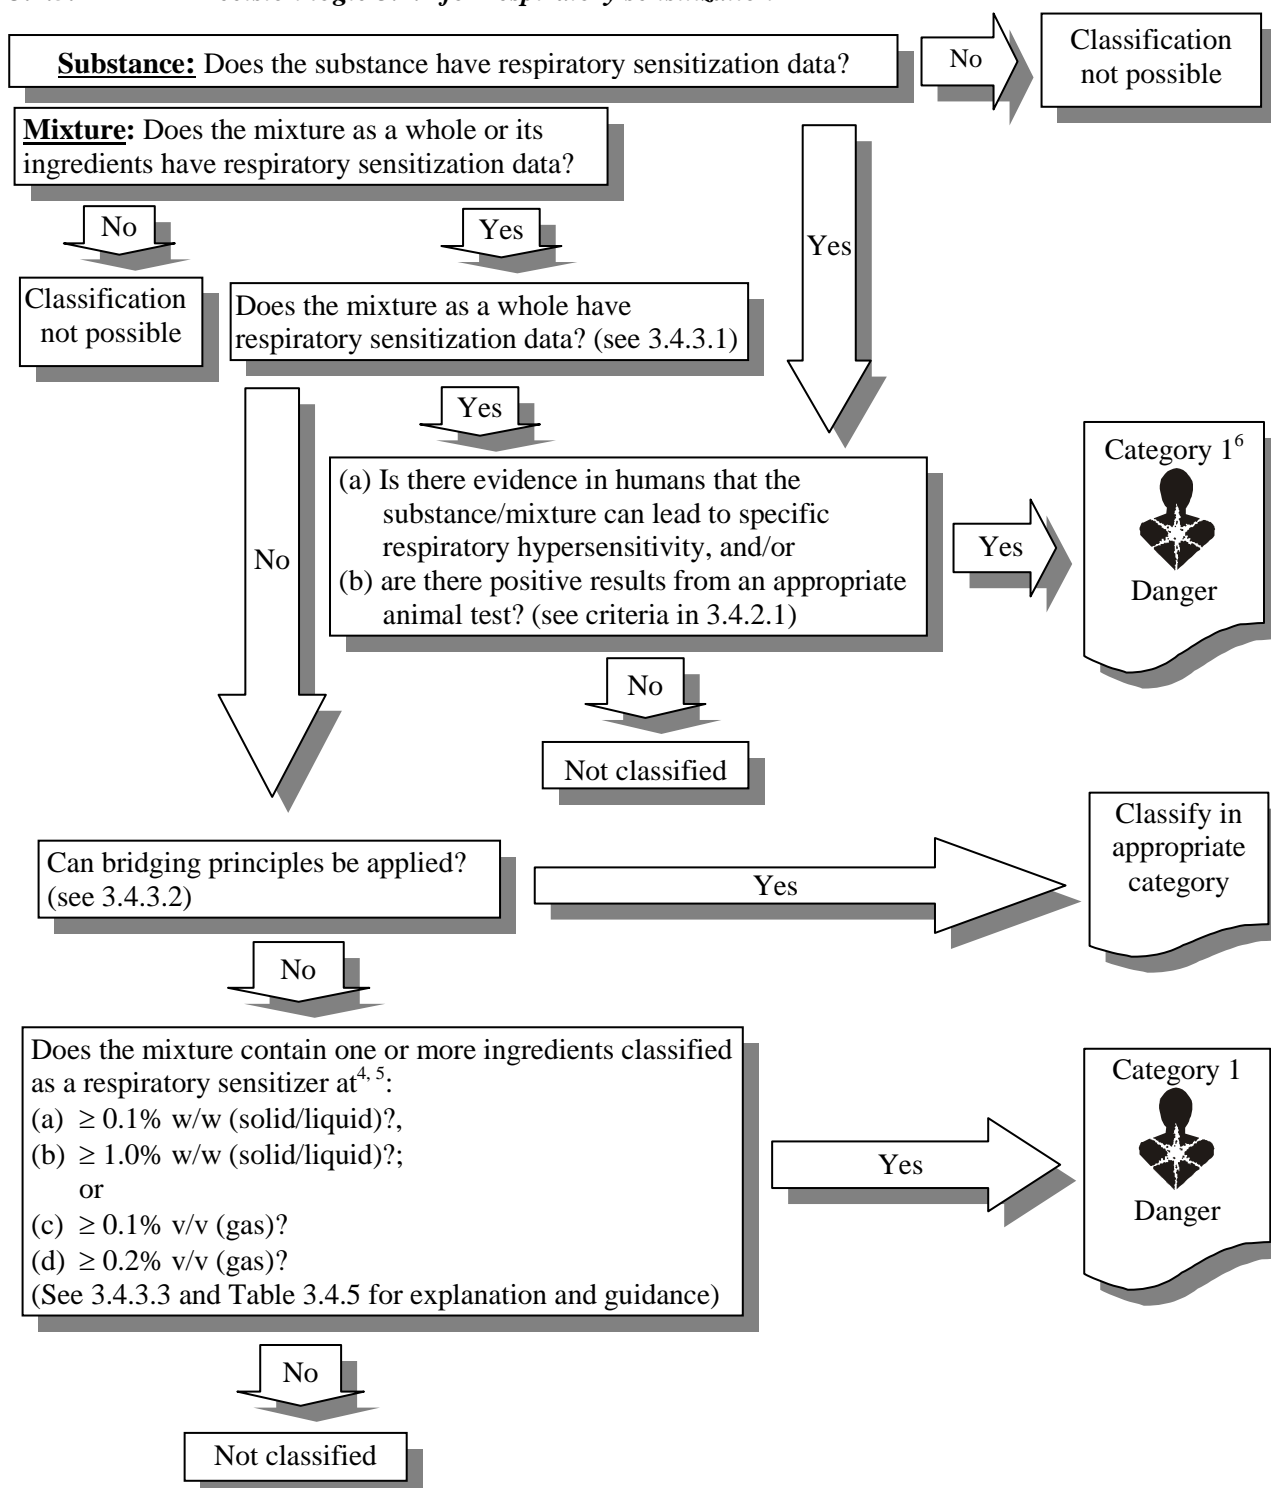 Substance: Does the substance have respiratory sensitization data?
No
Classification
not possible
Mixture: Does the mixture as a whole or its
ingredients have respiratory sensitization data?
No
Yes
Yes
Classification
not possible
Does the mixture as a whole have
respiratory sensitization data? (see 3.4.3.1)
No
Yes
(a) Is there evidence in humans that the
substance/mixture can lead to specific
respiratory hypersensitivity, and/or
(b) are there positive results from an appropriate
animal test? (see criteria in 3.4.2.1)
Yes
Category 1⁶
Danger
No
Not classified
Can bridging principles be applied?
(see 3.4.3.2)
Yes
Classify in
appropriate
category
No
Does the mixture contain one or more ingredients classified
as a respiratory sensitizer at⁴, ⁵:
(a) ≥ 0.1% w/w (solid/liquid)?,
(b) ≥ 1.0% w/w (solid/liquid)?;
or
(c) ≥ 0.1% v/v (gas)?
(d) ≥ 0.2% v/v (gas)?
(See 3.4.3.3 and Table 3.4.5 for explanation and guidance)
Yes
Category 1
Danger
No
Not classified